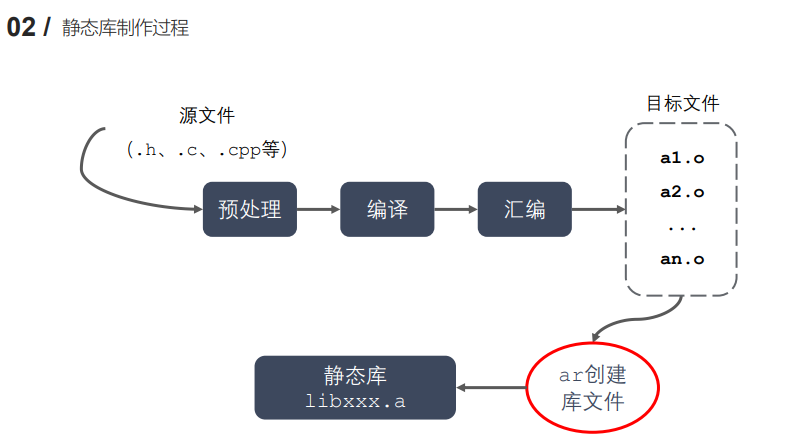 02 / 静态库制作过程
源文件
(.h、.c、.cpp等)
目标文件
a1.o
a2.o
...
an.o
预处理
编译
汇编
ar创建
库文件
静态库
libxxx.a